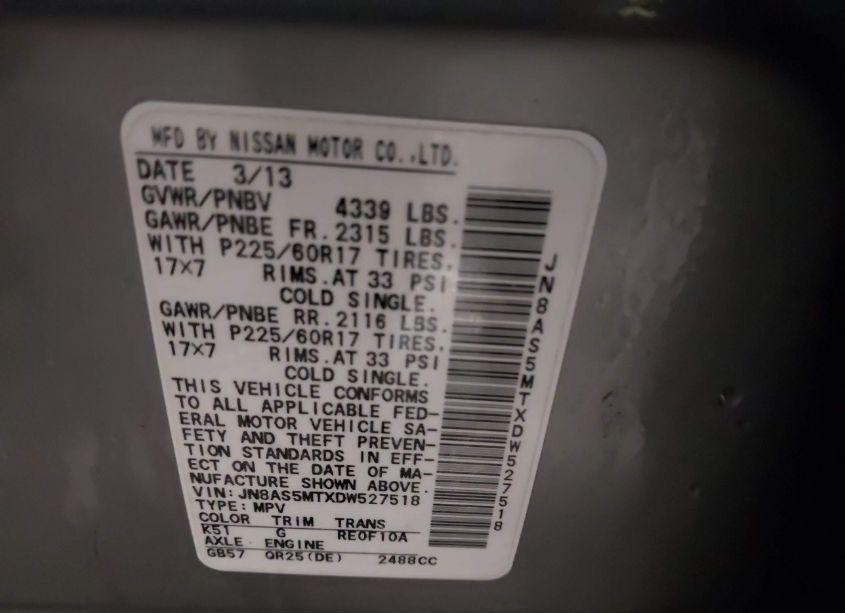 MFD BY NISSAN MOTOR CO.,LTD.
DATE 3/13
GVWR/PNBV 4339 LBS.
GAWR/PNBE FR. 2315 LBS.
WITH P225/60R17 TIRES.
17×7 RIMS.AT 33 PSI
COLD SINGLE.
GAWR/PNBE RR. 2116 LBS.
WITH P225/60R17 TIRES.
17×7 RIMS.AT 33 PSI
COLD SINGLE.
THIS VEHICLE CONFORMS
TO ALL APPLICABLE FED-
ERAL MOTOR VEHICLE SA-
FETY AND THEFT PREVEN-
TION STANDARDS IN EFF-
ECT ON THE DATE OF MA-
NUFACTURE SHOWN ABOVE.
VIN: JN8AS5MTXDW527518
TYPE: MPV
COLOR TRIM TRANS
K51 G RE0F10A
AXLE ENGINE
GB57 QR25(DE) 2488CC
JN8AS5MTXDW527518